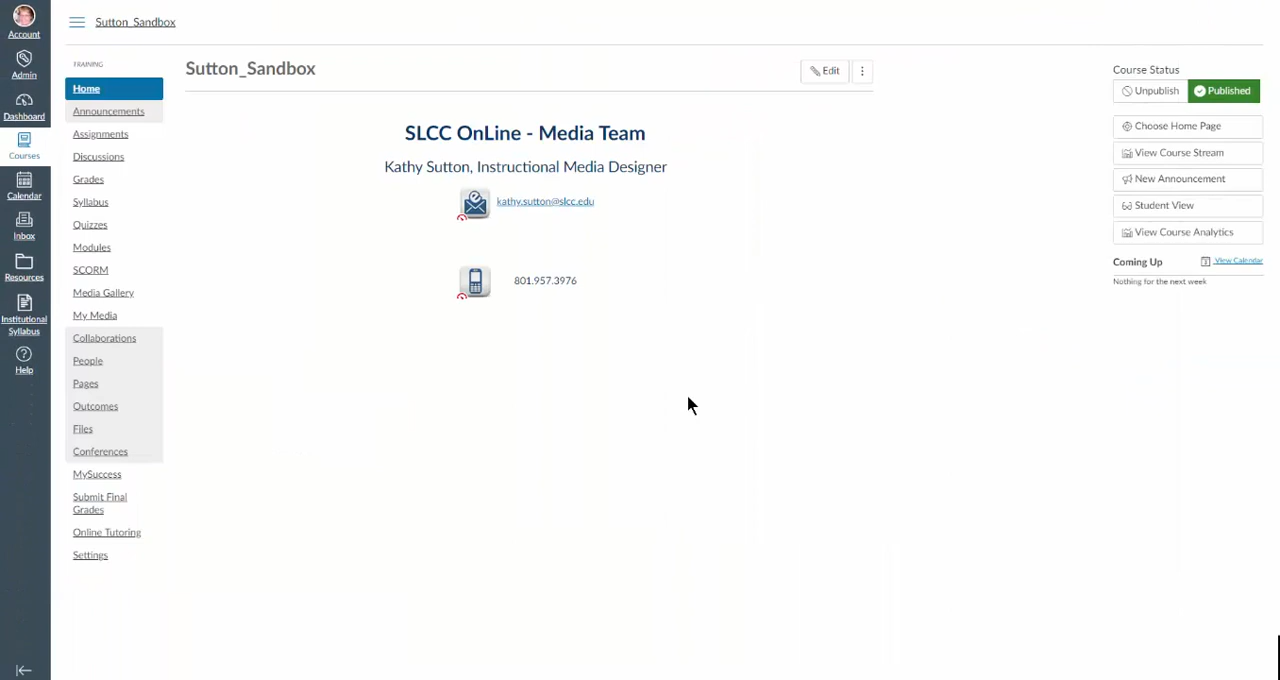 Account
Admin
Dashboard
Courses
Calendar
Inbox
Resources
Institutional
Syllabus
Help
Sutton_Sandbox
TRAINING
Home
Announcements
Assignments
Discussions
Grades
Syllabus
Quizzes
Modules
SCORM
Media Gallery
My Media
Collaborations
People
Pages
Outcomes
Files
Conferences
MySuccess
Submit Final
Grades
Online Tutoring
Settings
Sutton_Sandbox
Edit
SLCC OnLine - Media Team
Kathy Sutton, Instructional Media Designer
kathy.sutton@slcc.edu
801.957.3976
Course Status
Unpublish
Published
Choose Home Page
View Course Stream
New Announcement
Student View
View Course Analytics
Coming Up
View Calendar
Nothing for the next week